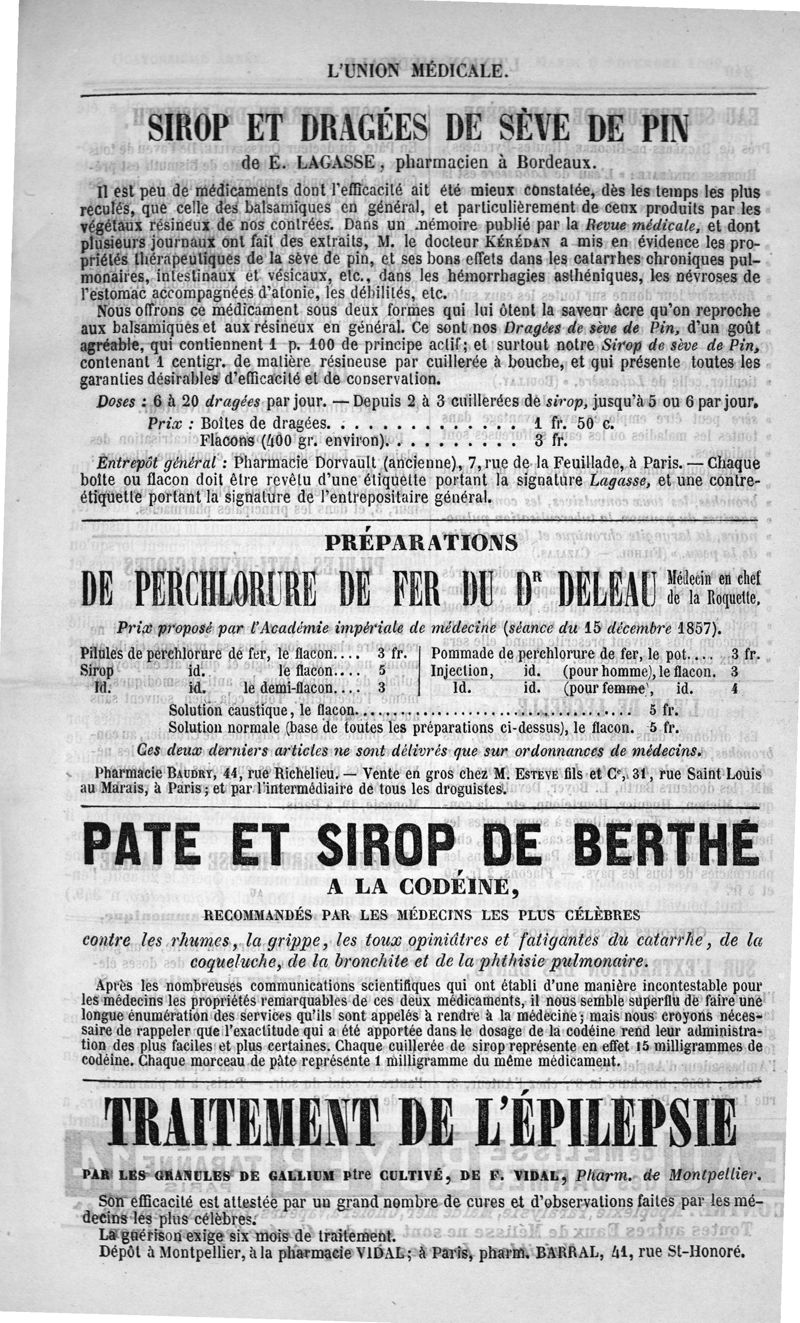 L'UNION MÉDICALE.
SIROP ET DRAGÉES DE SÈVE DE PIN
de E. LAGASSE, pharmacien à Bordeaux.
Il est peu de médicaments dont l'efficacité ait été mieux constatée, dès les temps les plus
reculés, que celle des balsamiques en général, et particulièrement de ceux produits par les
végétaux résineux de nos contrées. Dans un mémoire publié par la Revue médicale, et dont
plusieurs journaux ont fait des extraits, M. le docteur KÉRÉDAN a mis en évidence les pro-
priétés thérapeutiques de la sève de pin, et ses bons effets dans les catarrhes chroniques pul-
monaires, intestinaux et vésicaux, etc., dans les hémorrhagies asthéniques, les névroses de
l'estomac accompagnées d'atonie, les débilités, etc.
Nous offrons ce médicament sous deux formes qui lui ôtent la saveur âcre qu'on reproche
aux balsamiques et aux résineux en général. Ce sont nos Dragées de sève de Pin, d'un goût
agréable, qui contiennent 1 p. 100 de principe actif; et surtout notre Sirop de sève de Pin,
contenant 1 centigr. de matière résineuse par cuillerée à bouche, et qui présente toutes les
garanties désirables d'efficacité et de conservation.
Doses : 6 à 20 dragées par jour. — Depuis 2 à 3 cuillerées de sirop, jusqu'à 5 ou 6 par jour.
Prix : Boîtes de dragées. . . . . . . . . . . . . . 1 fr. 50 c.
Flacons (400 gr. environ). . . . . . . . . . 3 fr.
Entrepôt général : Pharmacie Dorvault (ancienne), 7, rue de la Feuillade, à Paris. — Chaque
boîte ou flacon doit être revêtu d'une étiquette portant la signature Lagasse, et une contre-
étiquette portant la signature de l'entrepositaire général.
PRÉPARATIONS
DE PERCHLORURE DE FER DU DR DELEAU Médecin en chef
de la Roquette,
Prix proposé par l'Académie impériale de médecine (séance du 15 décembre 1857).
Pilules de perchlorure de fer, le flacon.... 3 fr. Pommade de perchlorure de fer, le pot.... 3 fr.
Sirop id. le flacon.... 5 Injection, id. (pour homme), le flacon. 3
Id. id. le demi-flacon.... 3 Id. id. (pour femme), id. 4
Solution caustique, le flacon........................................ 5 fr.
Solution normale (base de toutes les préparations ci-dessus), le flacon. 5 fr.
Ces deux derniers articles ne sont délivrés que sur ordonnances de médecins.
Pharmacie BAUDRY, 44, rue Richelieu. — Vente en gros chez M. ESTEVE fils et Ce, 31, rue Saint Louis
au Marais, à Paris; et par l'intermédiaire de tous les droguistes.
PATE ET SIROP DE BERTHÉ
A LA CODÉINE,
RECOMMANDÉS PAR LES MÉDECINS LES PLUS CÉLÈBRES
contre les rhumes, la grippe, les toux opiniâtres et fatigantes du catarrhe, de la
coqueluche, de la bronchite et de la phthisie pulmonaire.
Après les nombreuses communications scientifiques qui ont établi d'une manière incontestable pour
les médecins les propriétés remarquables de ces deux médicaments, il nous semble superflu de faire une
longue énumération des services qu'ils sont appelés à rendre à la médecine; mais nous croyons néces-
saire de rappeler que l'exactitude qui a été apportée dans le dosage de la codéine rend leur administra-
tion des plus faciles et plus certaines. Chaque cuillerée de sirop représente en effet 15 milligrammes de
codéine. Chaque morceau de pâte représente 1 milligramme du même médicament.
TRAITEMENT DE L'ÉPILEPSIE
PAR LES GRANULES DE GALLIUM ptre CULTIVÉ, DE F. VIDAL, Pharm. de Montpellier.
Son efficacité est attestée par un grand nombre de cures et d'observations faites par les mé-
decins les plus célèbres.
La guérison exige six mois de traitement.
Dépôt à Montpellier, à la pharmacie VIDAL; à Paris, pharm. BARRAL, 41, rue St-Honoré.